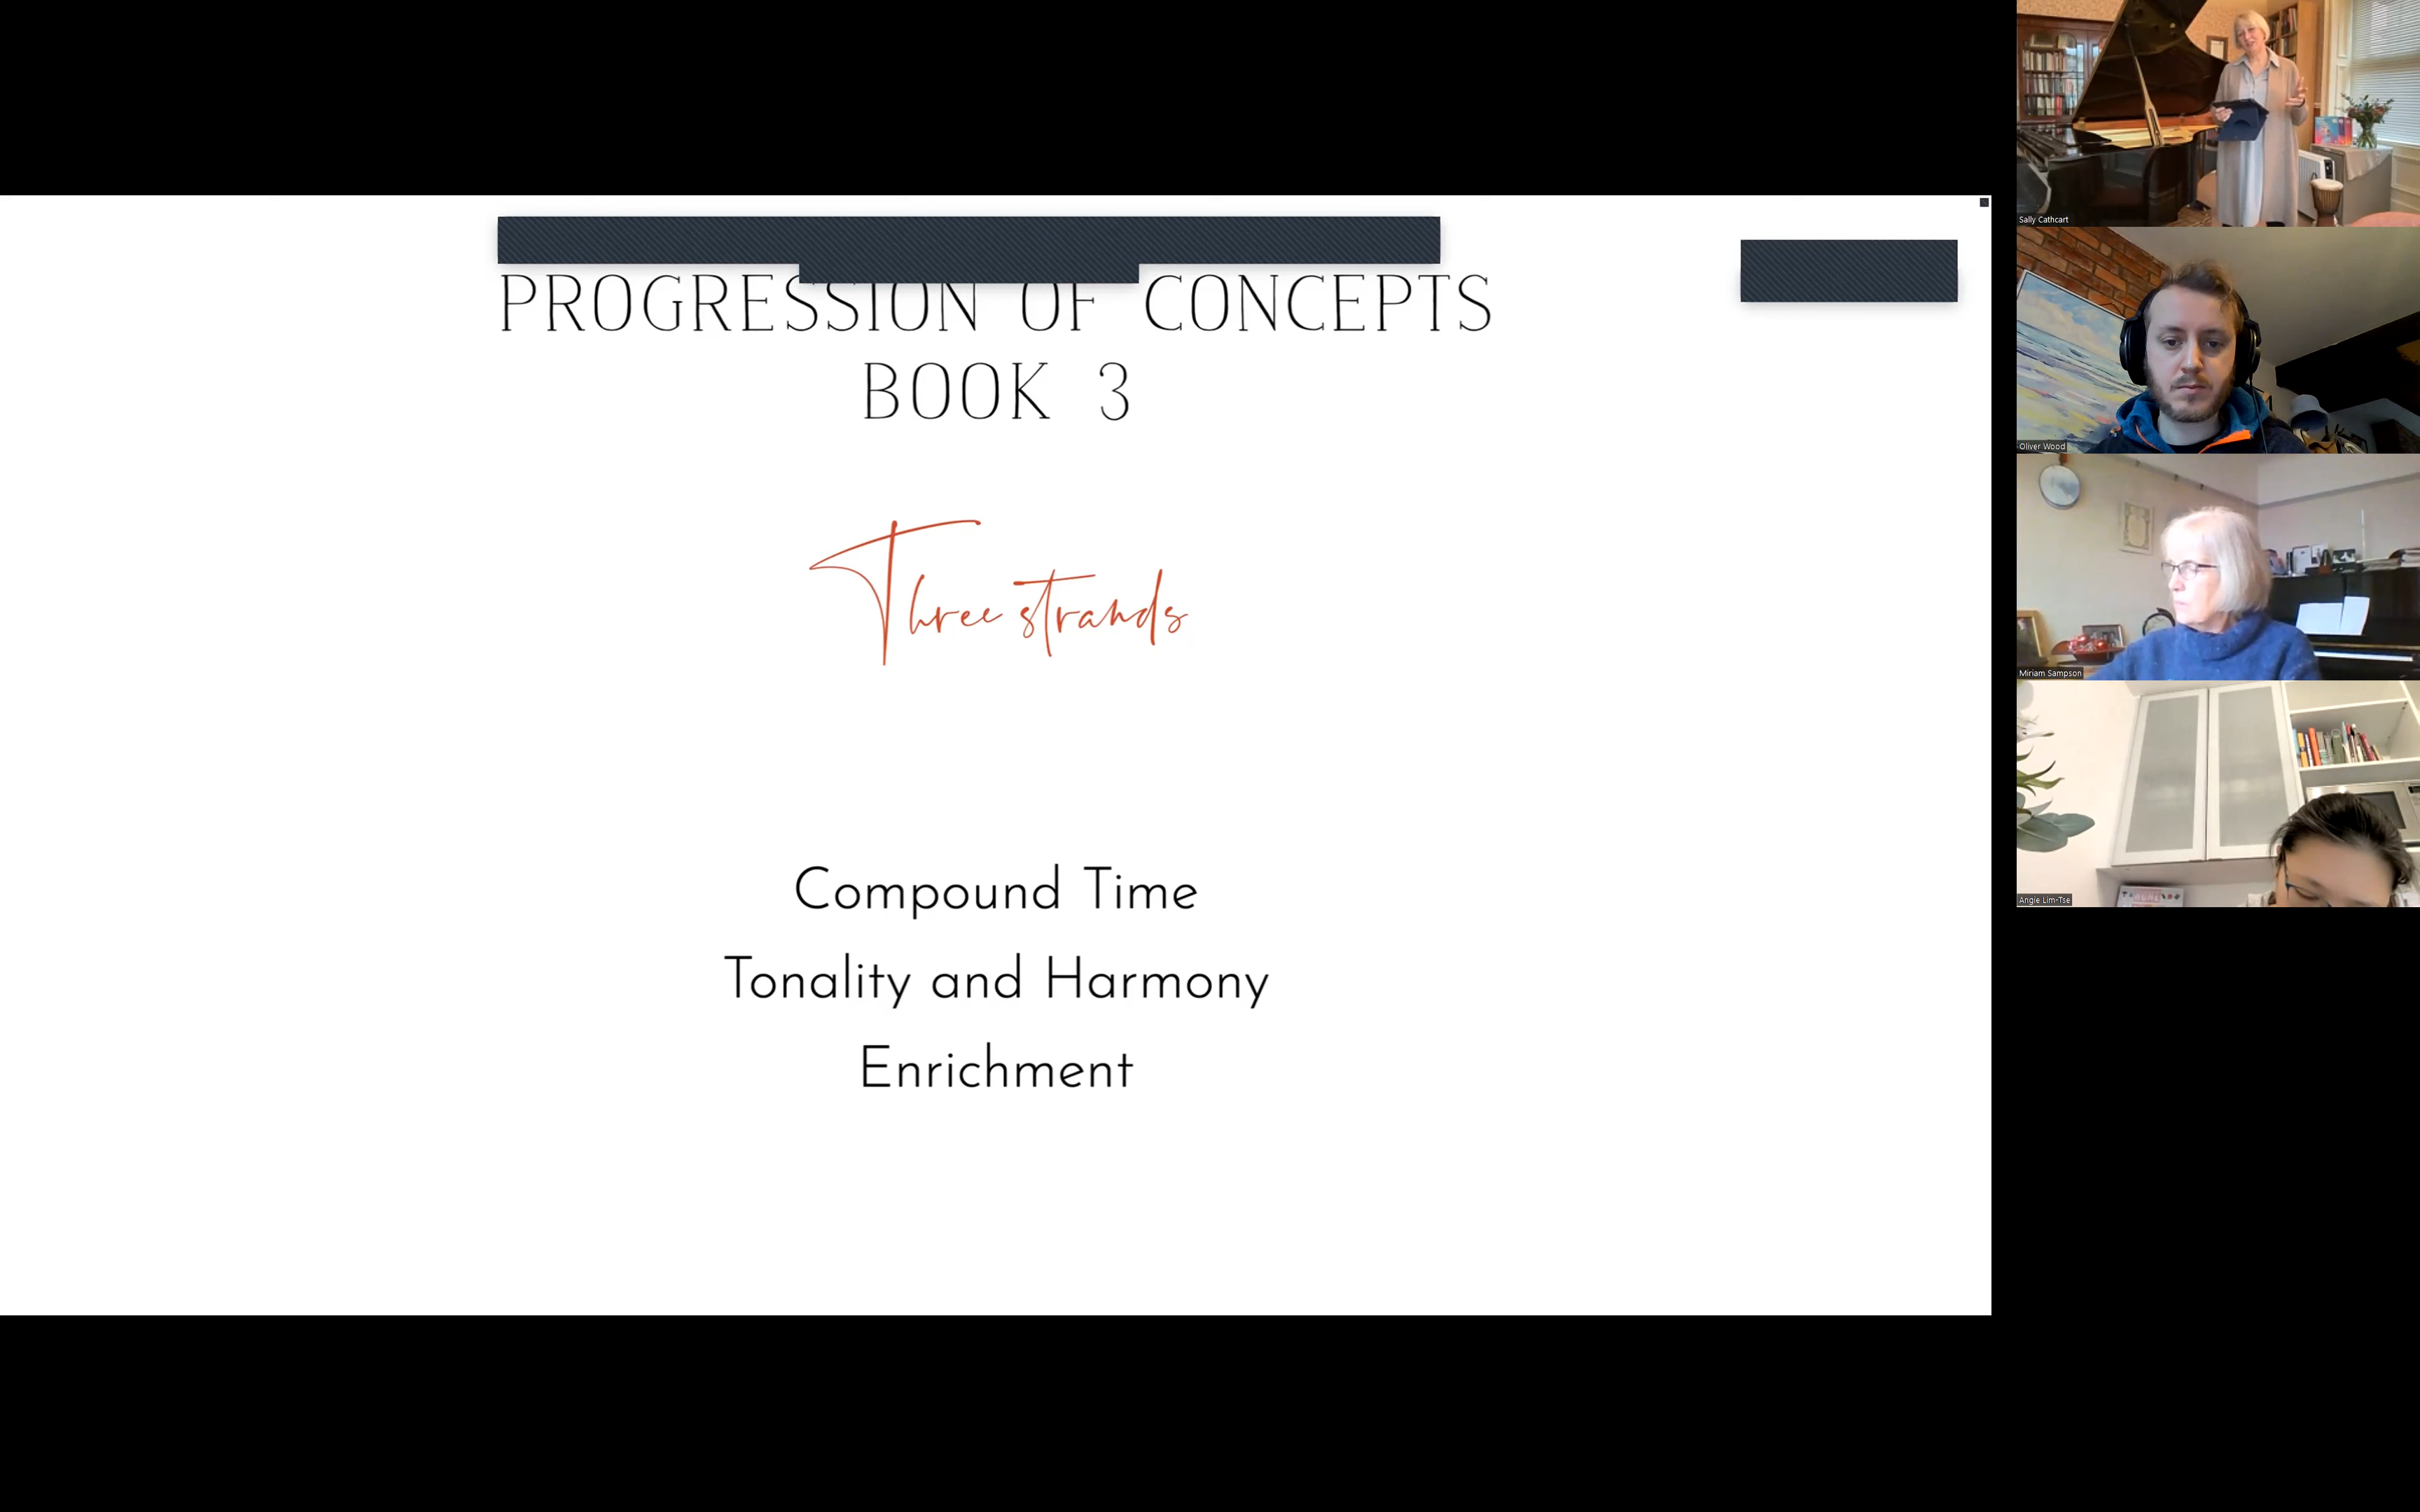 PROGRESSION OF CONCEPTS
BOOK 3
Three strands
Compound Time
Tonality and Harmony
Enrichment
Sally Cathcart
Oliver Wood
Miriam Sampson
Angie Lim-Tse